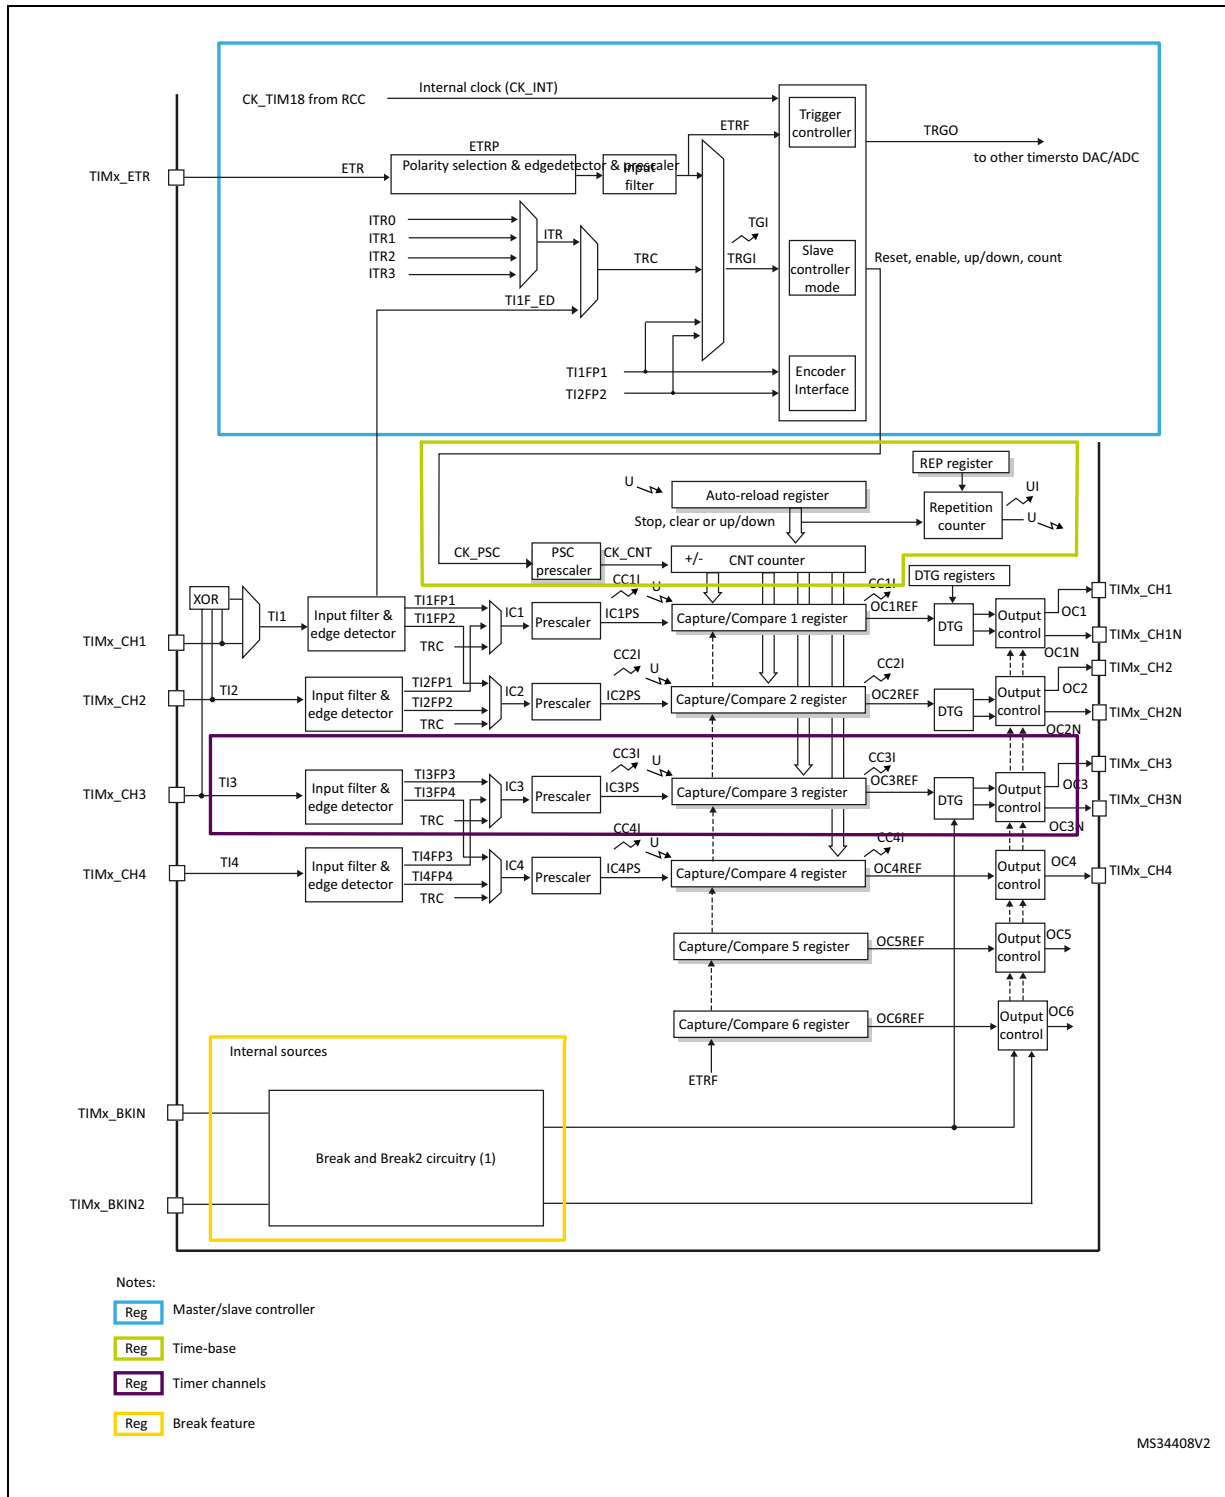 Internal clock (CK_INT)
CK_TIM18 from RCC
Trigger
controller
ETRF
TRGO
to other timersto DAC/ADC
ETRP
TIMx_ETR
ETR
Polarity selection & edgedetector & prescaler
Input
filter
ITR0
ITR1
ITR2
ITR3
ITR
TRC
TGI
TRGI
Slave
controller
mode
Reset, enable, up/down, count
TI1F_ED
TI1FP1
TI2FP2
Encoder
Interface
REP register
U
Auto-reload register
Repetition
counter
UI
U
Stop, clear or up/down
CK_PSC
PSC
prescaler
CK_CNT
+/-
CNT counter
DTG registers
XOR
TI1
Input filter &
edge detector
TI1FP1
TI1FP2
TRC
IC1
Prescaler
IC1PS
CC1I
U
Capture/Compare 1 register
CC1I
OC1REF
DTG
Output
control
OC1
OC1N
TIMx_CH1
TIMx_CH1
TIMx_CH1N
TIMx_CH2
TI2
Input filter &
edge detector
TI2FP1
TI2FP2
TRC
IC2
Prescaler
IC2PS
CC2I
U
Capture/Compare 2 register
CC2I
OC2REF
DTG
Output
control
OC2
OC2N
TIMx_CH2
TIMx_CH2N
TIMx_CH3
TI3
Input filter &
edge detector
TI3FP3
TI3FP4
TRC
IC3
Prescaler
IC3PS
CC3I
U
Capture/Compare 3 register
CC3I
OC3REF
DTG
Output
control
OC3
OC3N
TIMx_CH3
TIMx_CH3N
TIMx_CH4
TI4
Input filter &
edge detector
TI4FP3
TI4FP4
TRC
IC4
Prescaler
IC4PS
CC4I
U
Capture/Compare 4 register
CC4I
OC4REF
Output
control
OC4
TIMx_CH4
Capture/Compare 5 register
OC5REF
Output
control
OC5
Capture/Compare 6 register
OC6REF
Output
control
OC6
ETRF
Internal sources
TIMx_BKIN
Break and Break2 circuitry (1)
TIMx_BKIN2
Notes:
Reg Master/slave controller
Reg Time-base
Reg Timer channels
Reg Break feature
MS34408V2